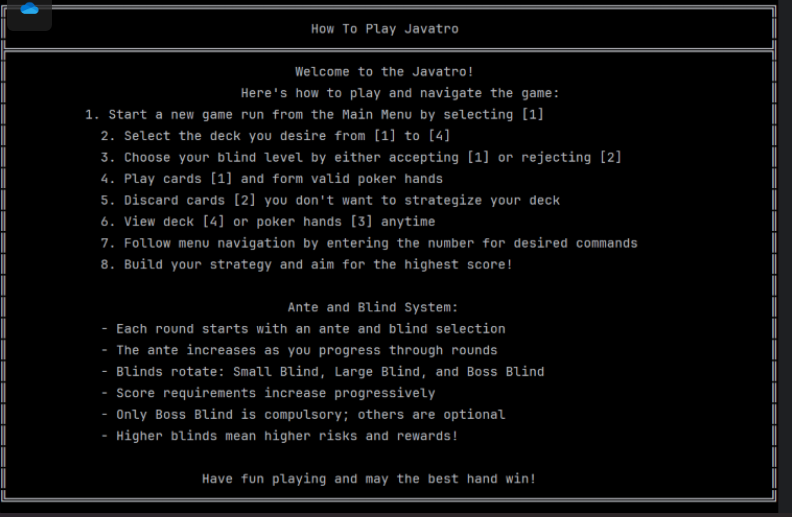 How To Play Javatro
Welcome to the Javatro!
Here's how to play and navigate the game:
1. Start a new game run from the Main Menu by selecting [1]
2. Select the deck you desire from [1] to [4]
3. Choose your blind level by either accepting [1] or rejecting [2]
4. Play cards [1] and form valid poker hands
5. Discard cards [2] you don't want to strategize your deck
6. View deck [4] or poker hands [3] anytime
7. Follow menu navigation by entering the number for desired commands
8. Build your strategy and aim for the highest score!
Ante and Blind System:
- Each round starts with an ante and blind selection
- The ante increases as you progress through rounds
- Blinds rotate: Small Blind, Large Blind, and Boss Blind
- Score requirements increase progressively
- Only Boss Blind is compulsory; others are optional
- Higher blinds mean higher risks and rewards!
Have fun playing and may the best hand win!